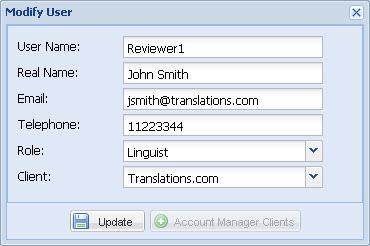 Modify User
User Name: Reviewer1
Real Name: John Smith
Email: jsmith@translations.com
Telephone: 11223344
Role: Linguist
Client: Translations.com
Update Account Manager Clients